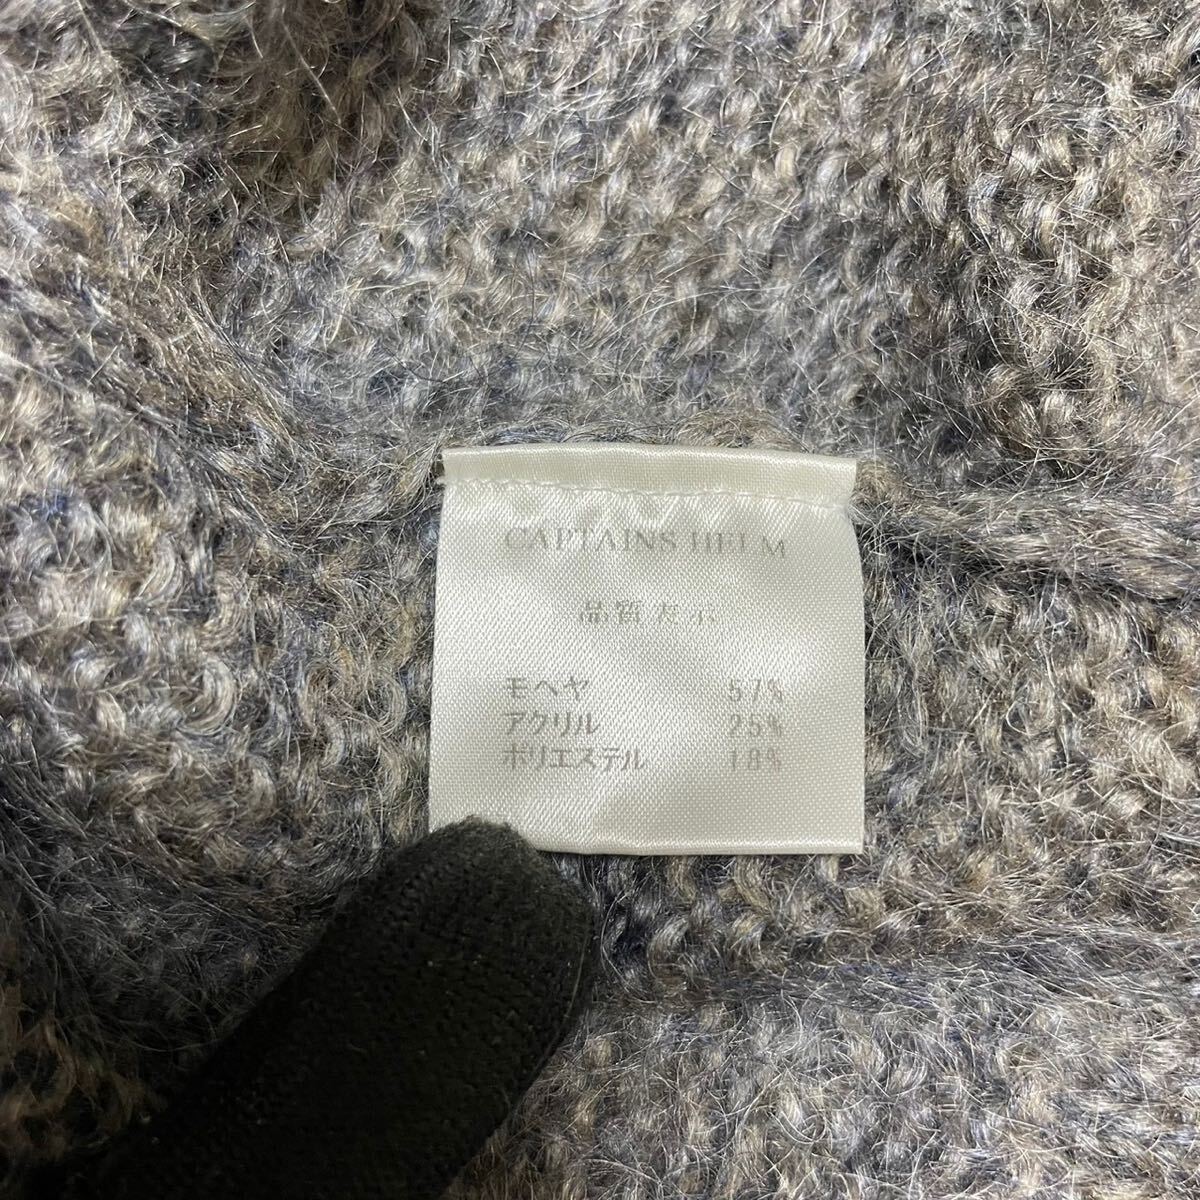 CAPTAINS HELM
品質表示
モヘヤ 57%
アクリル 25%
ポリエステル 18%